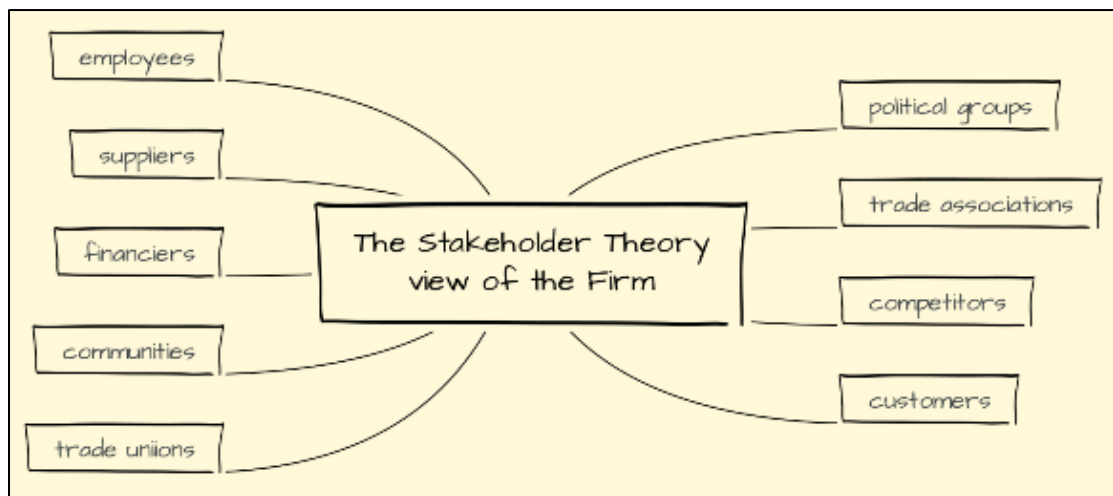 employees
suppliers
financiers
communities
trade uniions
The Stakeholder Theory
view of the Firm
political groups
trade associations
competitors
customers